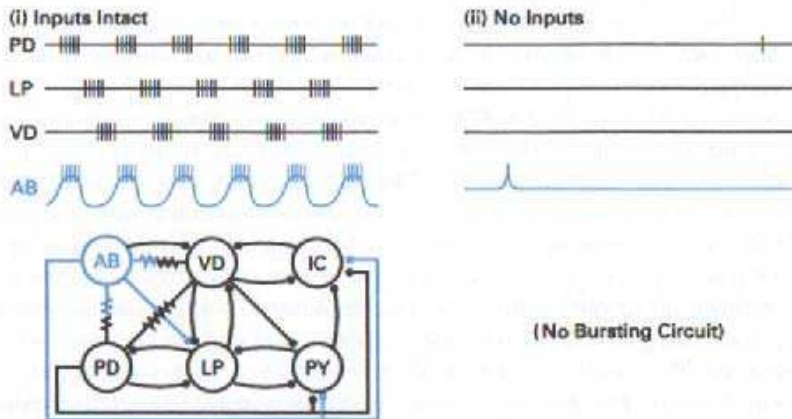 (i) Inputs Intact
(ii) No Inputs
PD
LP
VD
AB
AB VD IC
(No Bursting Circuit)
PD LP PY